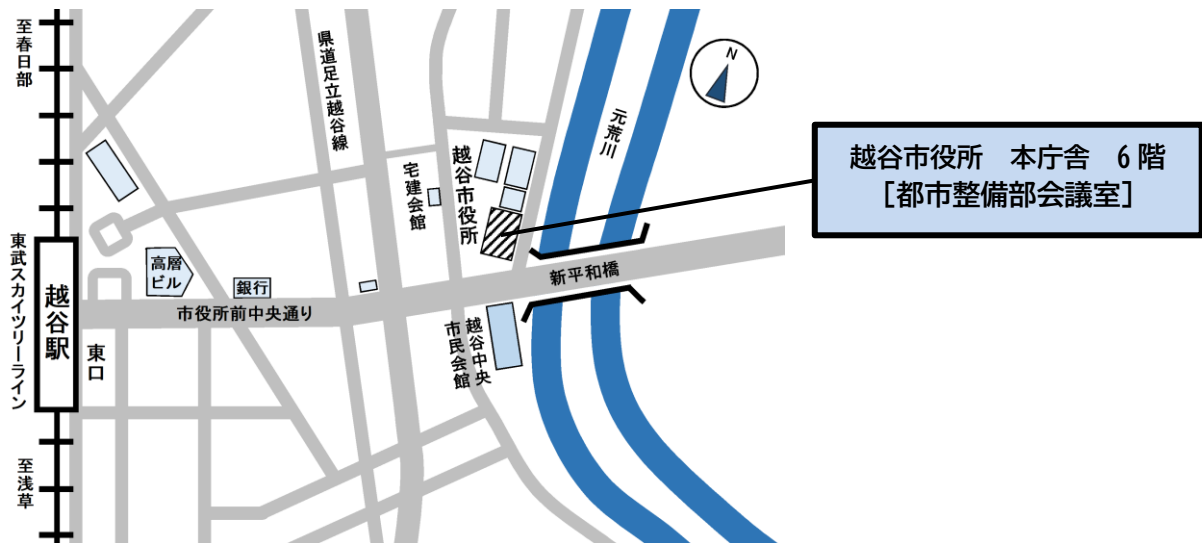 至春日部
県道足立越谷線
N
元荒川
越谷市役所　本庁舎　6階
[都市整備部会議室]
宅建会館
越谷市役所
東武スカイツリーライン
越谷駅
東口
高層
ビル
銀行
市役所前中央通り
新平和橋
越谷中央
市民会館
至浅草